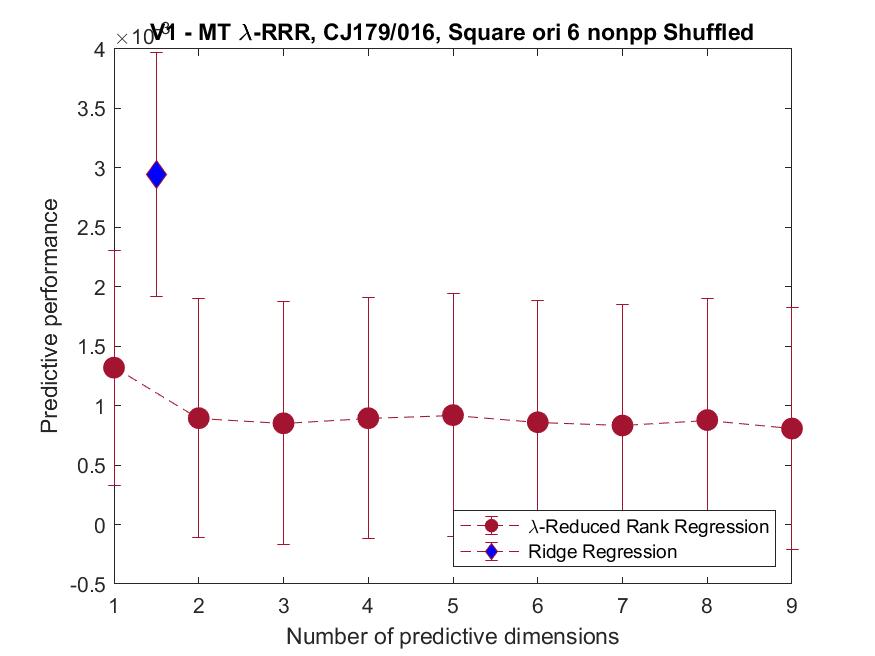 V1 - MT λ-RRR, CJ179/016, Square ori 6 nonpp Shuffled
4
3.5
3
2.5
2
1.5
1
0.5
0
-0.5
Predictive performance
λ-Reduced Rank Regression
Ridge Regression
1 2 3 4 5 6 7 8 9
Number of predictive dimensions